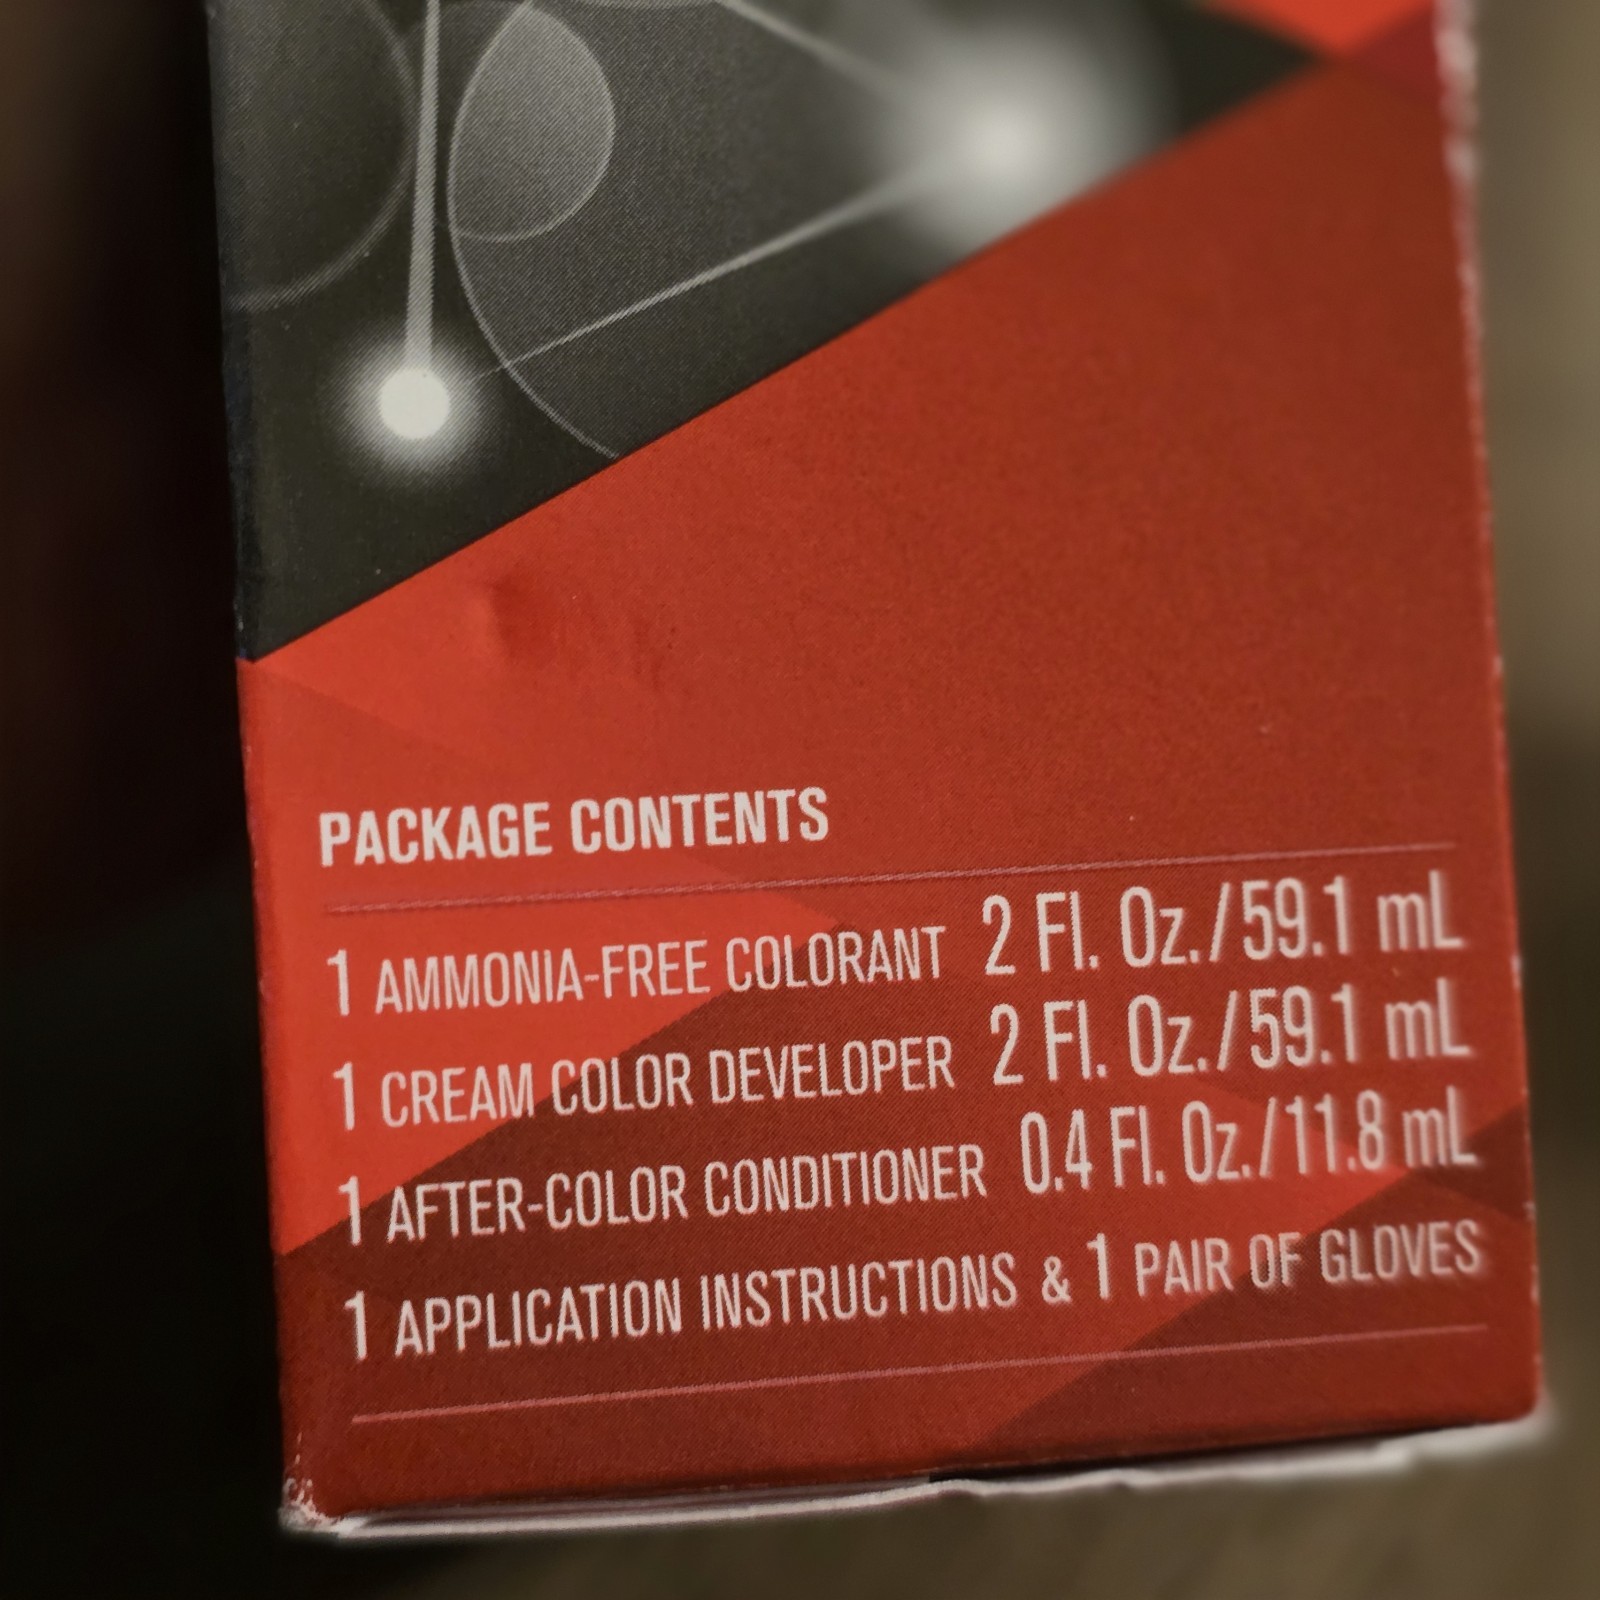 PACKAGE CONTENTS
1 AMMONIA-FREE COLORANT 2 Fl. Oz./59.1 mL
1 CREAM COLOR DEVELOPER 2 Fl. Oz./59.1 mL
1 AFTER-COLOR CONDITIONER 0.4 Fl. Oz./11.8 mL
1 APPLICATION INSTRUCTIONS & 1 PAIR OF GLOVES